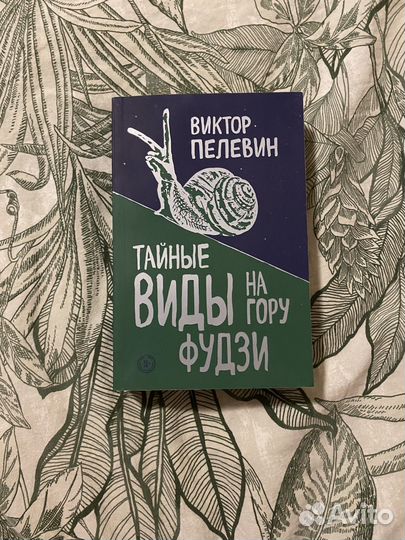 ВИКТОР
ПЕЛЕВИН
ТАЙНЫЕ
ВИДЫ НА
ГОРУ
ФУДЗИ
Avito